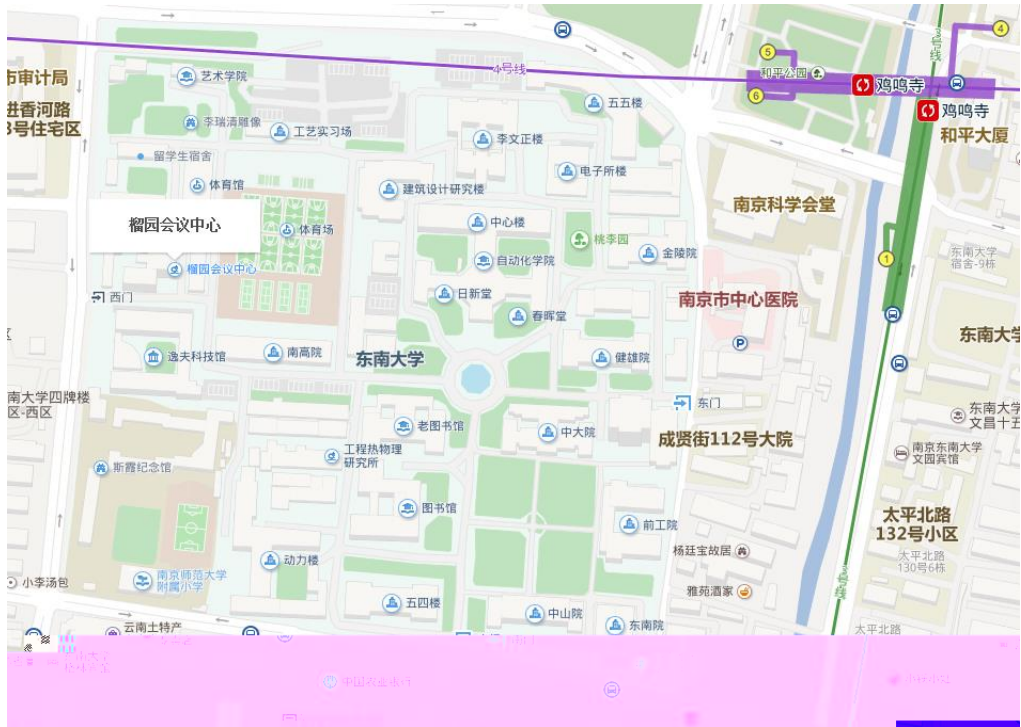 4
5
4号线
和平公园
鸡鸣寺
市审计局
艺术学院
6
五五楼
鸡鸣寺
进香河路
3号住宅区
李瑞清雕像
工艺实习场
李文正楼
和平大厦
留学生宿舍
电子所楼
体育馆
建筑设计研究楼
南京科学会堂
榴园会议中心
中心楼
体育场
桃李园
金陵院
东南大学
宿舍-9栋
1
榴园会议中心
自动化学院
西门
日新堂
南京市中心医院
春晖堂
东南大学
P
逸夫科技馆
南高院
东南大学
健雄院
南大学四牌楼
区-西区
东门
东南大学
文昌十五
老图书馆
中大院
成贤街112号大院
工程热物理
研究所
南京东南大学
文园宾馆
斯霞纪念馆
图书馆
前工院
太平北路
132号小区
动力楼
杨廷宝故居
太平北路
130号6栋
小李汤包
南京师范大学
附属小学
雅苑酒家
五四楼
中山院
云南土特产
东南院
太平北路
中国农业银行